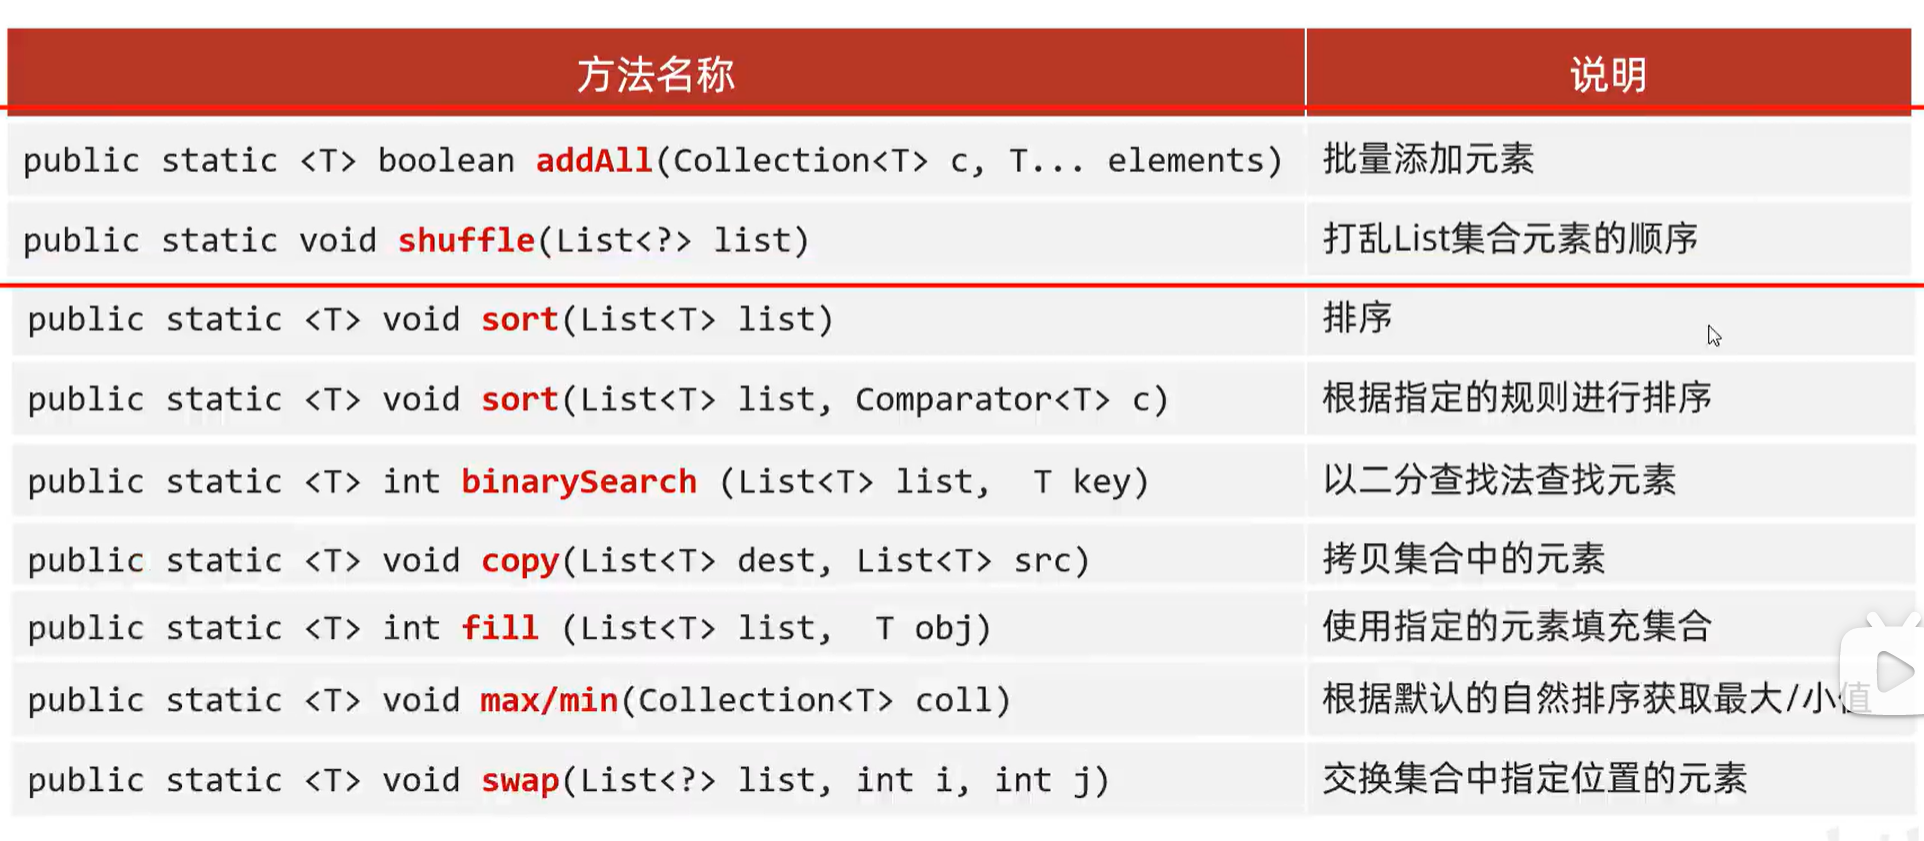 方法名称 说明
public static <T> boolean addAll(Collection<T> c, T... elements) 批量添加元素
public static void shuffle(List<?> list) 打乱List集合元素的顺序
public static <T> void sort(List<T> list) 排序
public static <T> void sort(List<T> list, Comparator<T> c) 根据指定的规则进行排序
public static <T> int binarySearch (List<T> list, T key) 以二分查找法查找元素
public static <T> void copy(List<T> dest, List<T> src) 拷贝集合中的元素
public static <T> int fill (List<T> list, T obj) 使用指定的元素填充集合
public static <T> void max/min(Collection<T> coll) 根据默认的自然排序获取最大/小值
public static <T> void swap(List<?> list, int i, int j) 交换集合中指定位置的元素